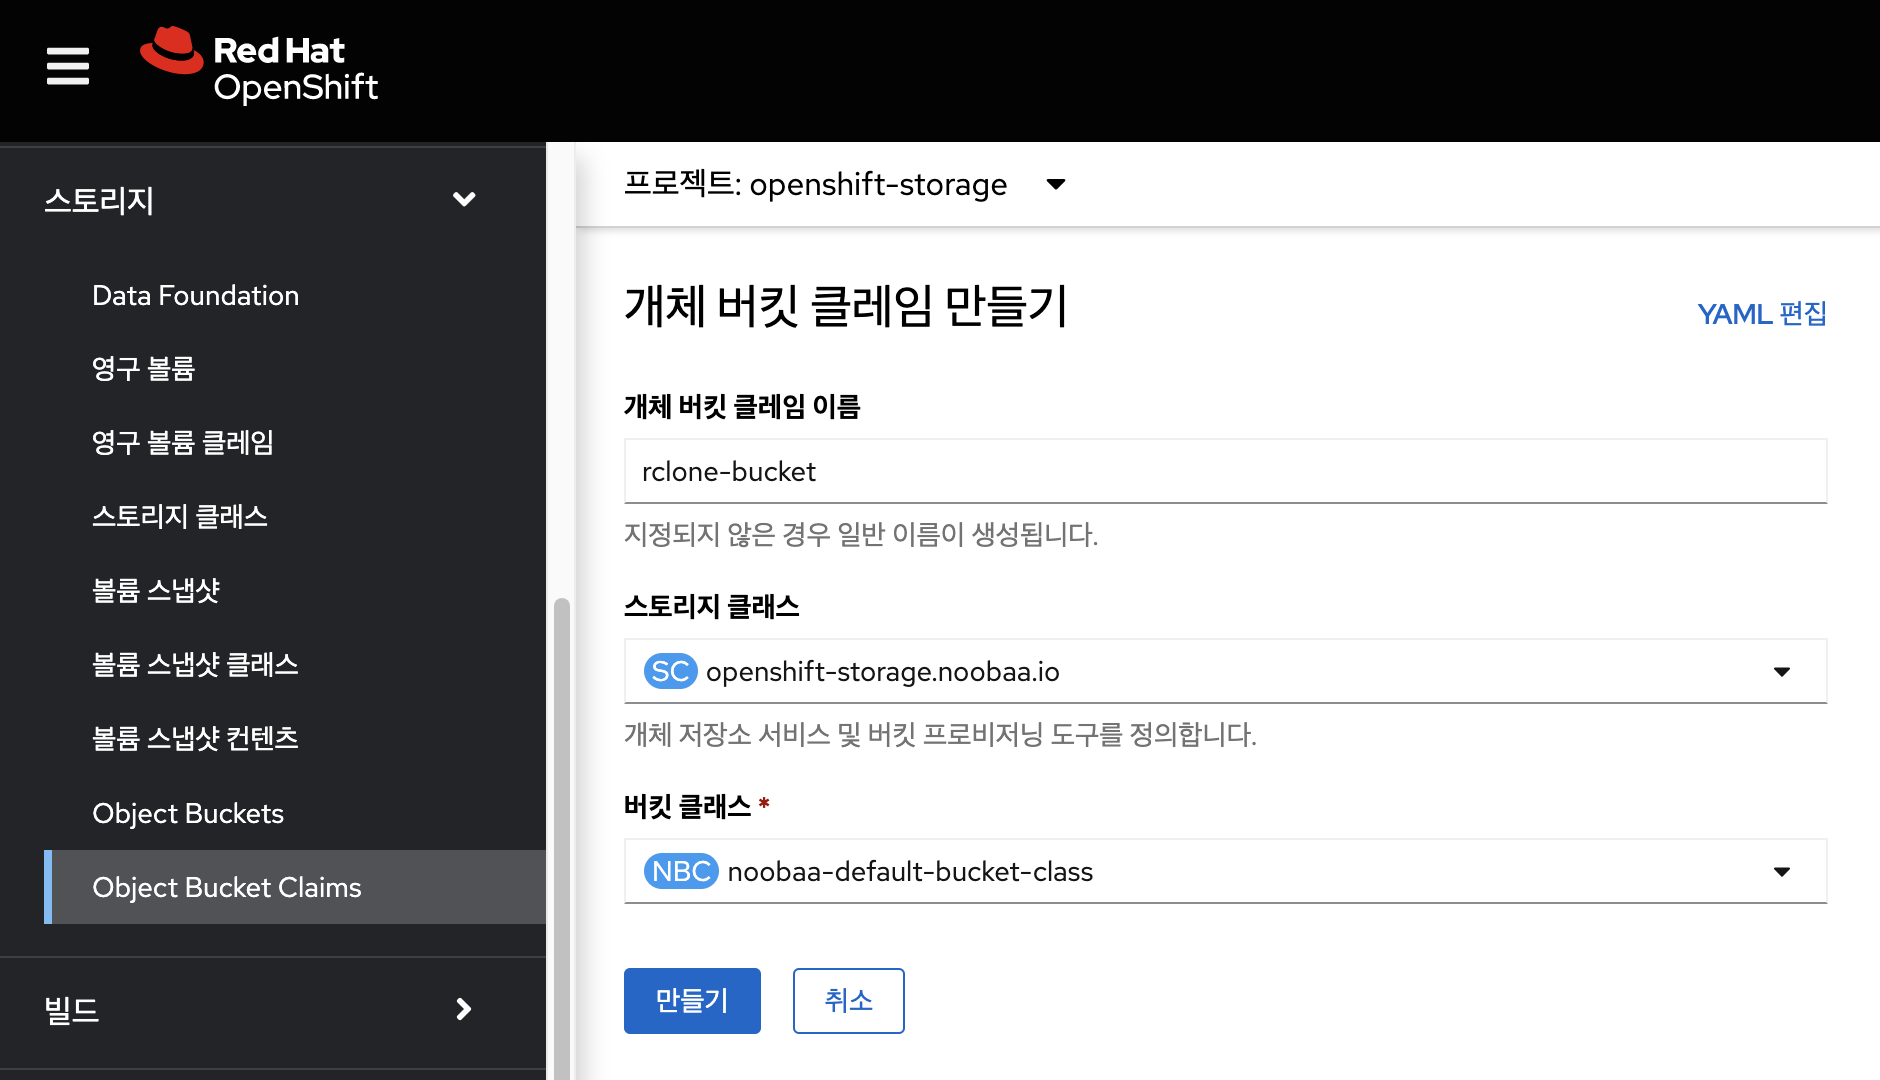 Red Hat
OpenShift
스토리지
Data Foundation
영구 볼륨
영구 볼륨 클레임
스토리지 클래스
볼륨 스냅샷
볼륨 스냅샷 클래스
볼륨 스냅샷 컨텐츠
Object Buckets
Object Bucket Claims
빌드
프로젝트: openshift-storage
개체 버킷 클레임 만들기
YAML 편집
개체 버킷 클레임 이름
rclone-bucket
지정되지 않은 경우 일반 이름이 생성됩니다.
스토리지 클래스
SC openshift-storage.noobaa.io
개체 저장소 서비스 및 버킷 프로비저닝 도구를 정의합니다.
버킷 클래스 *
NBC noobaa-default-bucket-class
만들기 취소